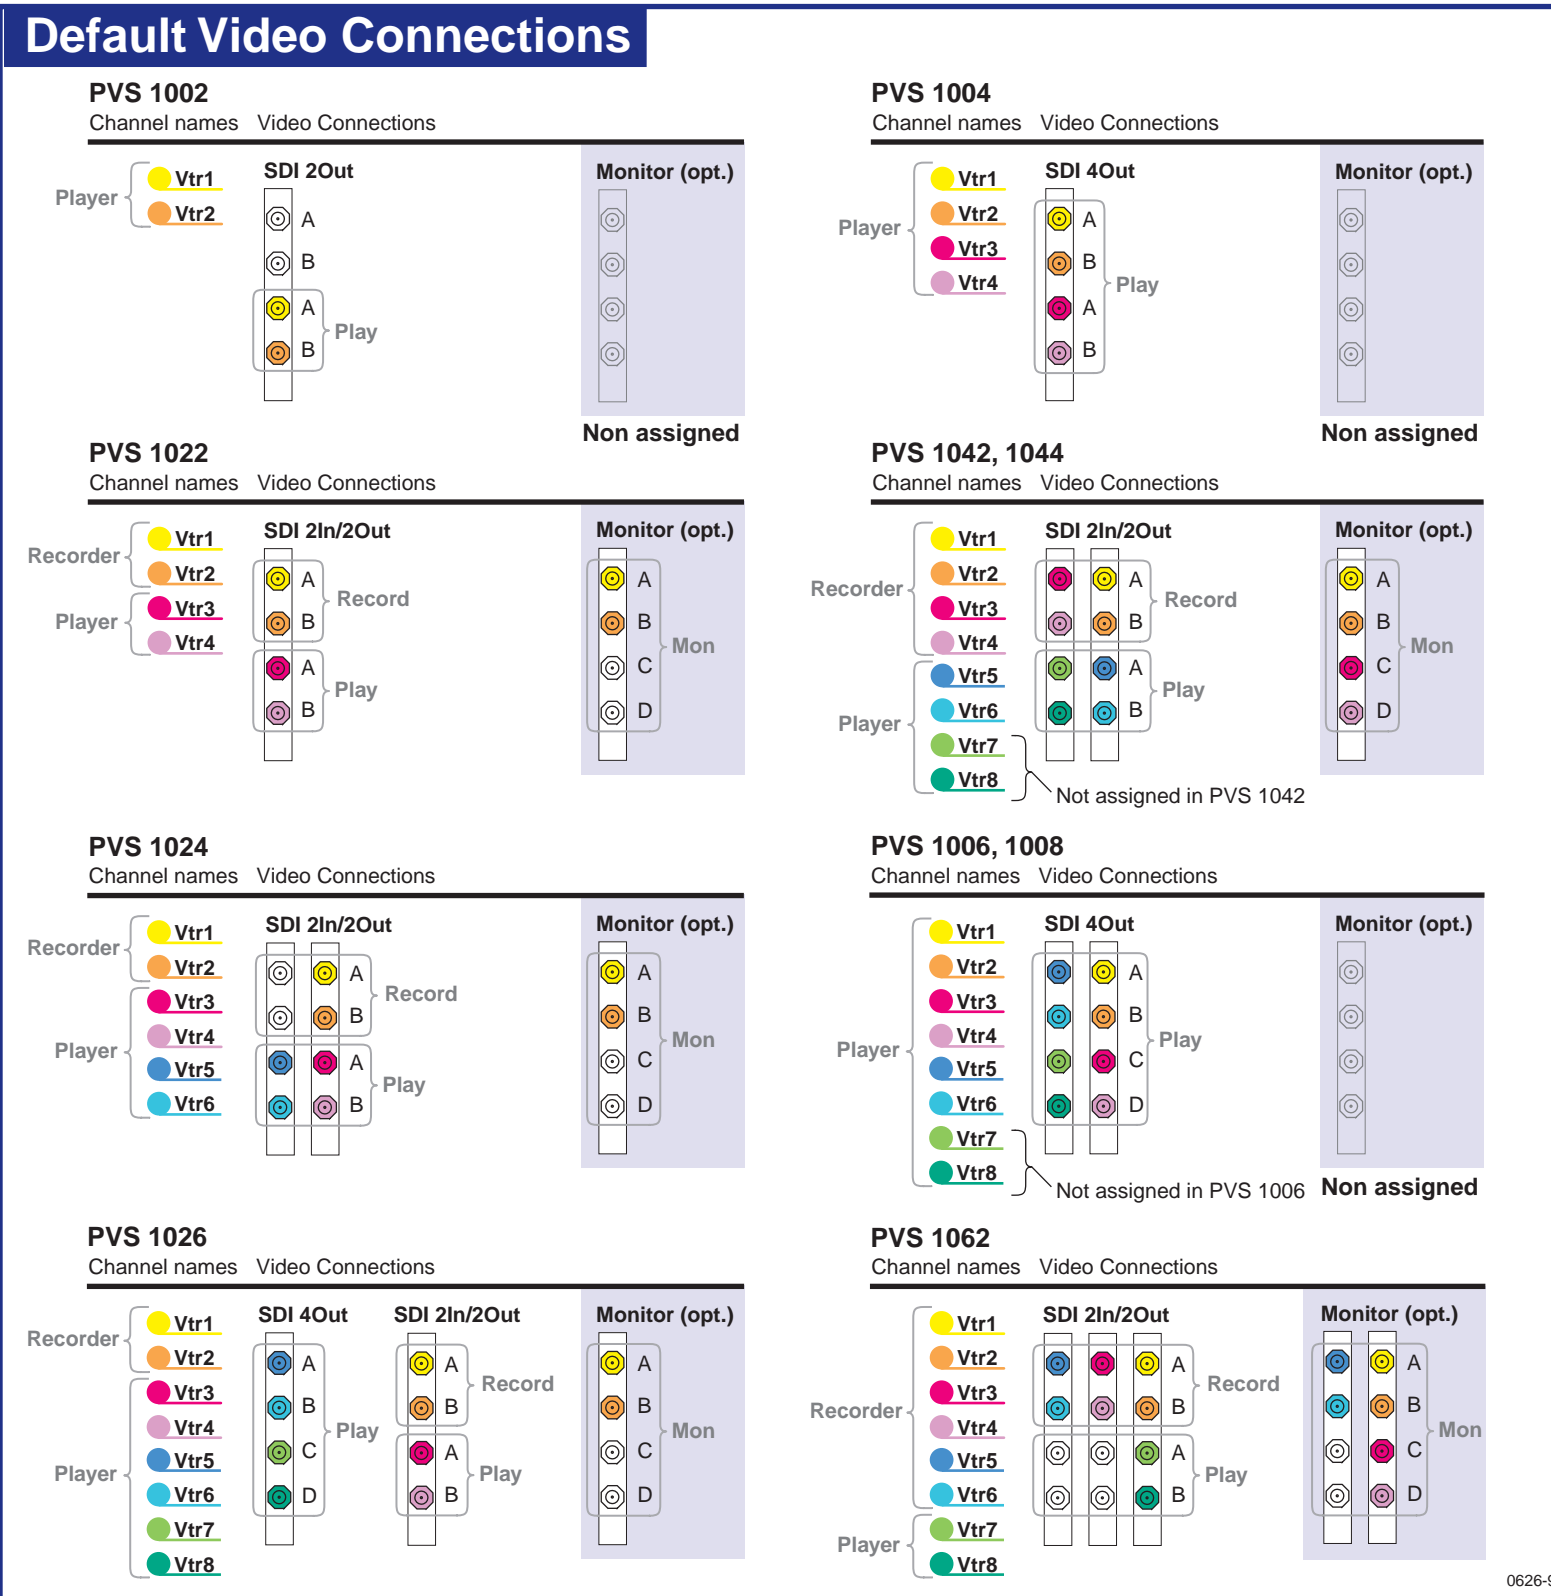 Default Video Connections
PVS 1002
Channel names Video Connections
Player
Vtr1
Vtr2
SDI 2Out
A
B
A
B
Play
Monitor (opt.)
Non assigned
PVS 1004
Channel names Video Connections
Player
Vtr1
Vtr2
Vtr3
Vtr4
SDI 4Out
A
B
A
B
Play
Monitor (opt.)
Non assigned
PVS 1022
Channel names Video Connections
Recorder
Player
Vtr1
Vtr2
Vtr3
Vtr4
SDI 2In/2Out
A
B
Record
A
B
Play
Monitor (opt.)
A
B
C
D
Mon
PVS 1042, 1044
Channel names Video Connections
Recorder
Player
Vtr1
Vtr2
Vtr3
Vtr4
Vtr5
Vtr6
Vtr7
Vtr8
Not assigned in PVS 1042
SDI 2In/2Out
A
B
Record
A
B
Play
Monitor (opt.)
A
B
C
D
Mon
PVS 1024
Channel names Video Connections
Recorder
Player
Vtr1
Vtr2
Vtr3
Vtr4
Vtr5
Vtr6
SDI 2In/2Out
A
B
Record
A
B
Play
Monitor (opt.)
A
B
C
D
Mon
PVS 1006, 1008
Channel names Video Connections
Player
Vtr1
Vtr2
Vtr3
Vtr4
Vtr5
Vtr6
Vtr7
Vtr8
Not assigned in PVS 1006
SDI 4Out
A
B
C
D
Play
Monitor (opt.)
Non assigned
PVS 1026
Channel names Video Connections
Recorder
Player
Vtr1
Vtr2
Vtr3
Vtr4
Vtr5
Vtr6
Vtr7
Vtr8
SDI 4Out
A
B
C
D
Play
SDI 2In/2Out
A
B
Record
A
B
Play
Monitor (opt.)
A
B
C
D
Mon
PVS 1062
Channel names Video Connections
Recorder
Player
Vtr1
Vtr2
Vtr3
Vtr4
Vtr5
Vtr6
Vtr7
Vtr8
SDI 2In/2Out
A
B
Record
A
B
Play
Monitor (opt.)
A
B
C
D
Mon